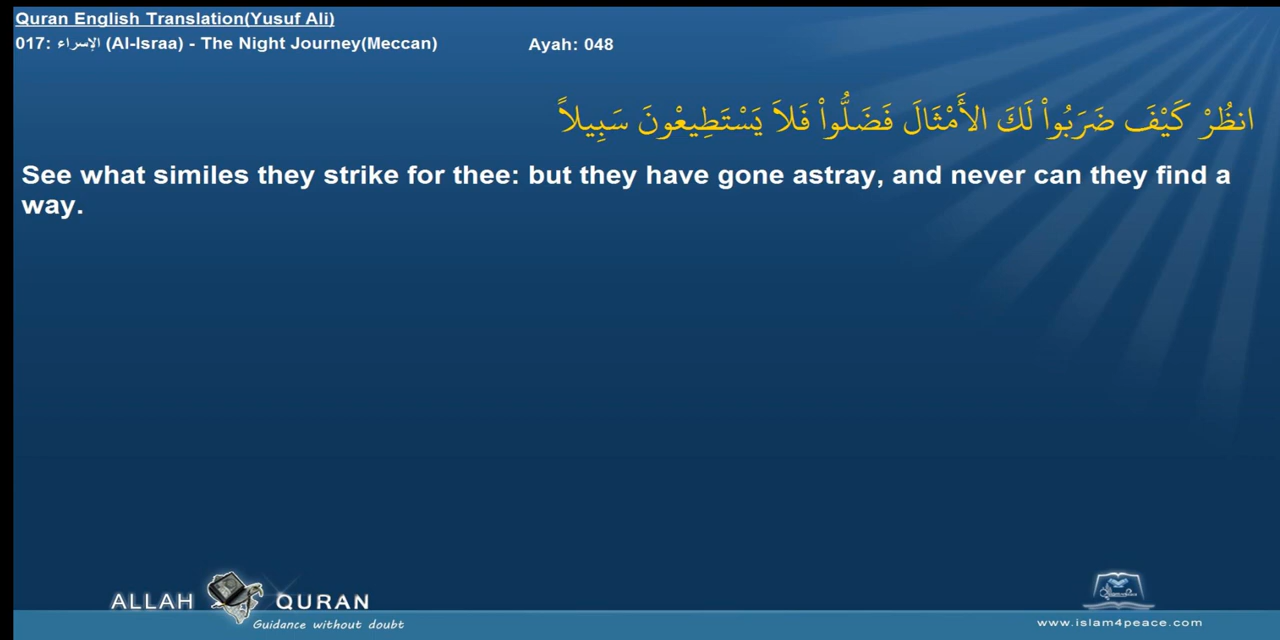 Quran English Translation(Yusuf Ali)
017: الإسراء (Al-Israa) - The Night Journey(Meccan) Ayah: 048
انظُرْ كَيْفَ ضَرَبُواْ لَكَ الأَمْثَالَ فَضَلُّواْ فَلاَ يَسْتَطِيعْونَ سَبِيلاً
See what similes they strike for thee: but they have gone astray, and never can they find a
way.
ALLAH QURAN
Guidance without doubt
www.islam4peace.com